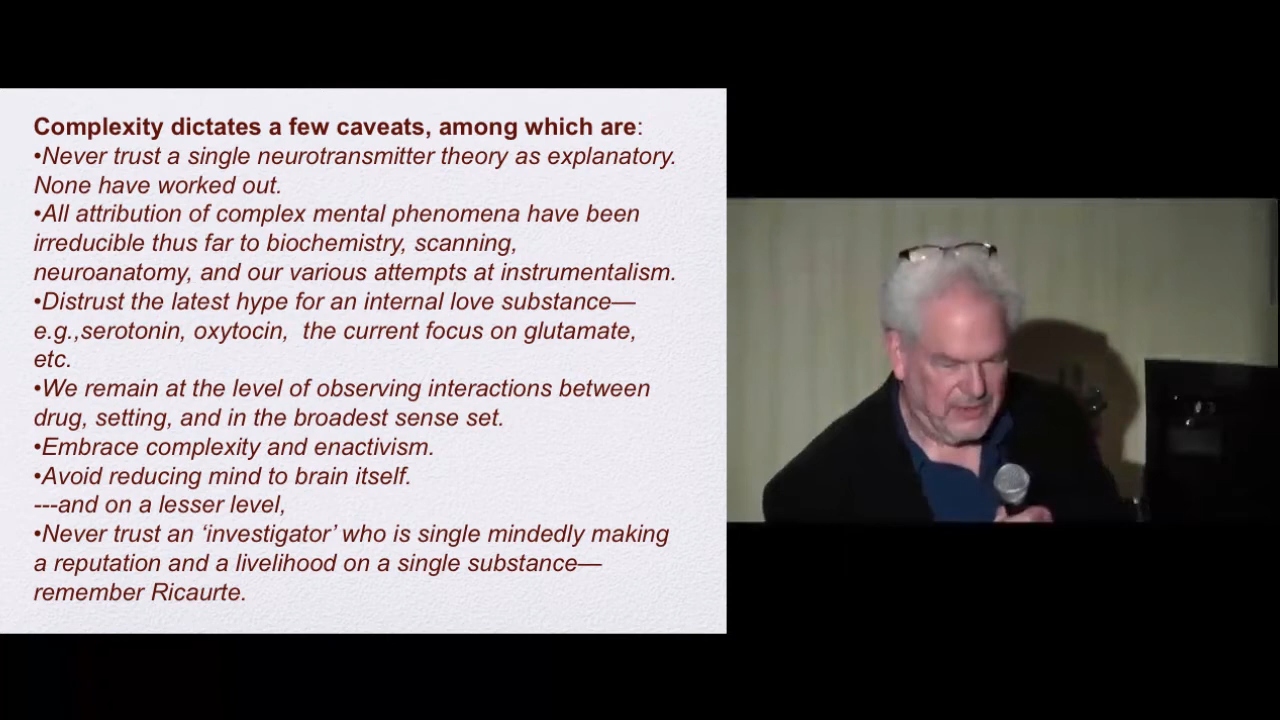 Complexity dictates a few caveats, among which are:
•Never trust a single neurotransmitter theory as explanatory.
None have worked out.
•All attribution of complex mental phenomena have been
irreducible thus far to biochemistry, scanning,
neuroanatomy, and our various attempts at instrumentalism.
•Distrust the latest hype for an internal love substance—
e.g.,serotonin, oxytocin,  the current focus on glutamate,
etc.
•We remain at the level of observing interactions between
drug, setting, and in the broadest sense set.
•Embrace complexity and enactivism.
•Avoid reducing mind to brain itself.
---and on a lesser level,
•Never trust an ‘investigator’ who is single mindedly making
a reputation and a livelihood on a single substance—
remember Ricaurte.